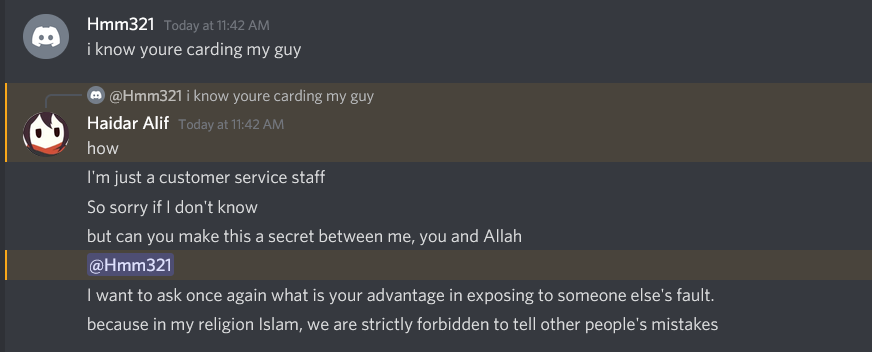 Hmm321 Today at 11:42 AM
i know youre carding my guy
@Hmm321 i know youre carding my guy
Haidar Alif Today at 11:42 AM
how
I'm just a customer service staff
So sorry if I don't know
but can you make this a secret between me, you and Allah
@Hmm321
I want to ask once again what is your advantage in exposing to someone else's fault.
because in my religion Islam, we are strictly forbidden to tell other people's mistakes